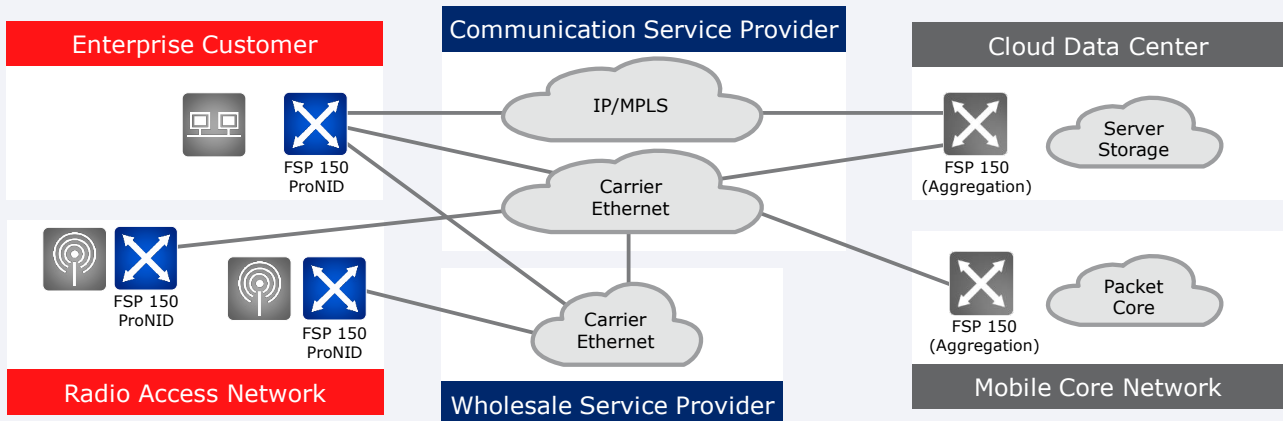 Enterprise Customer
Communication Service Provider
Cloud Data Center
FSP 150
ProNID
IP/MPLS
Carrier
Ethernet
FSP 150
(Aggregation)
Server
Storage
FSP 150
ProNID
FSP 150
ProNID
Carrier
Ethernet
FSP 150
(Aggregation)
Packet
Core
Radio Access Network
Wholesale Service Provider
Mobile Core Network